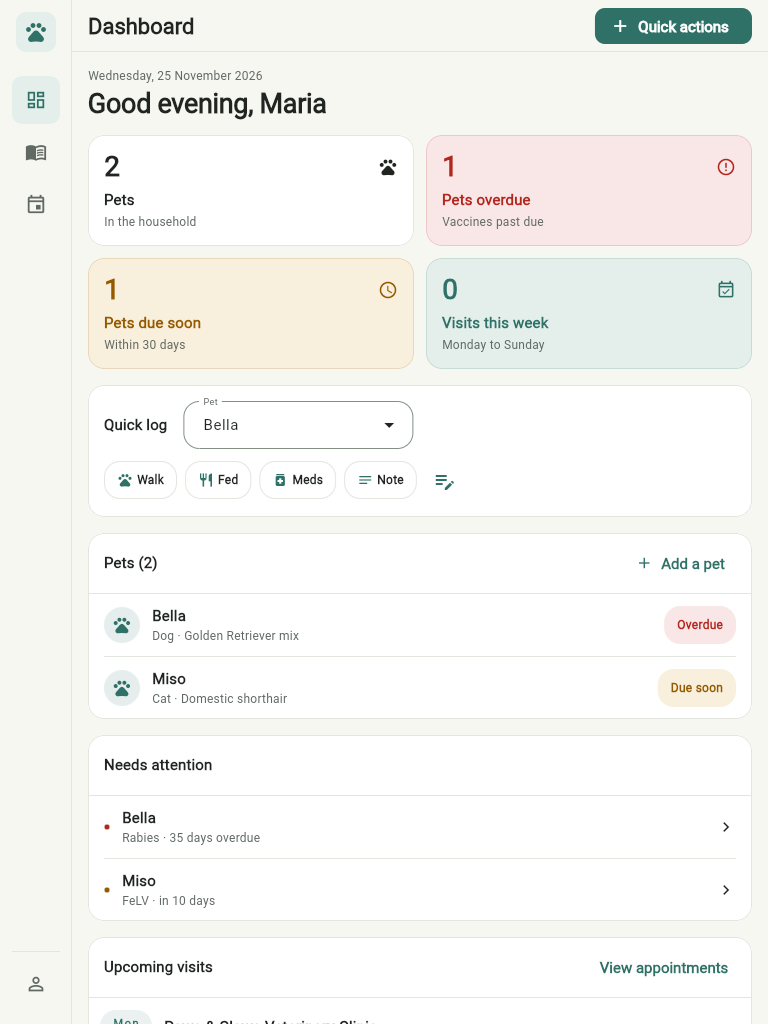 Dashboard
Quick actions
Wednesday, 25 November 2026
Good evening, Maria
2
Pets
In the household
1
Pets overdue
Vaccines past due
1
Pets due soon
Within 30 days
0
Visits this week
Monday to Sunday
Quick log
Pet
Bella
Walk
Fed
Meds
Note
Pets (2)
Add a pet
Bella
Dog · Golden Retriever mix
Overdue
Miso
Cat · Domestic shorthair
Due soon
Needs attention
Bella
Rabies · 35 days overdue
Miso
FeLV · in 10 days
Upcoming visits
View appointments
Mon